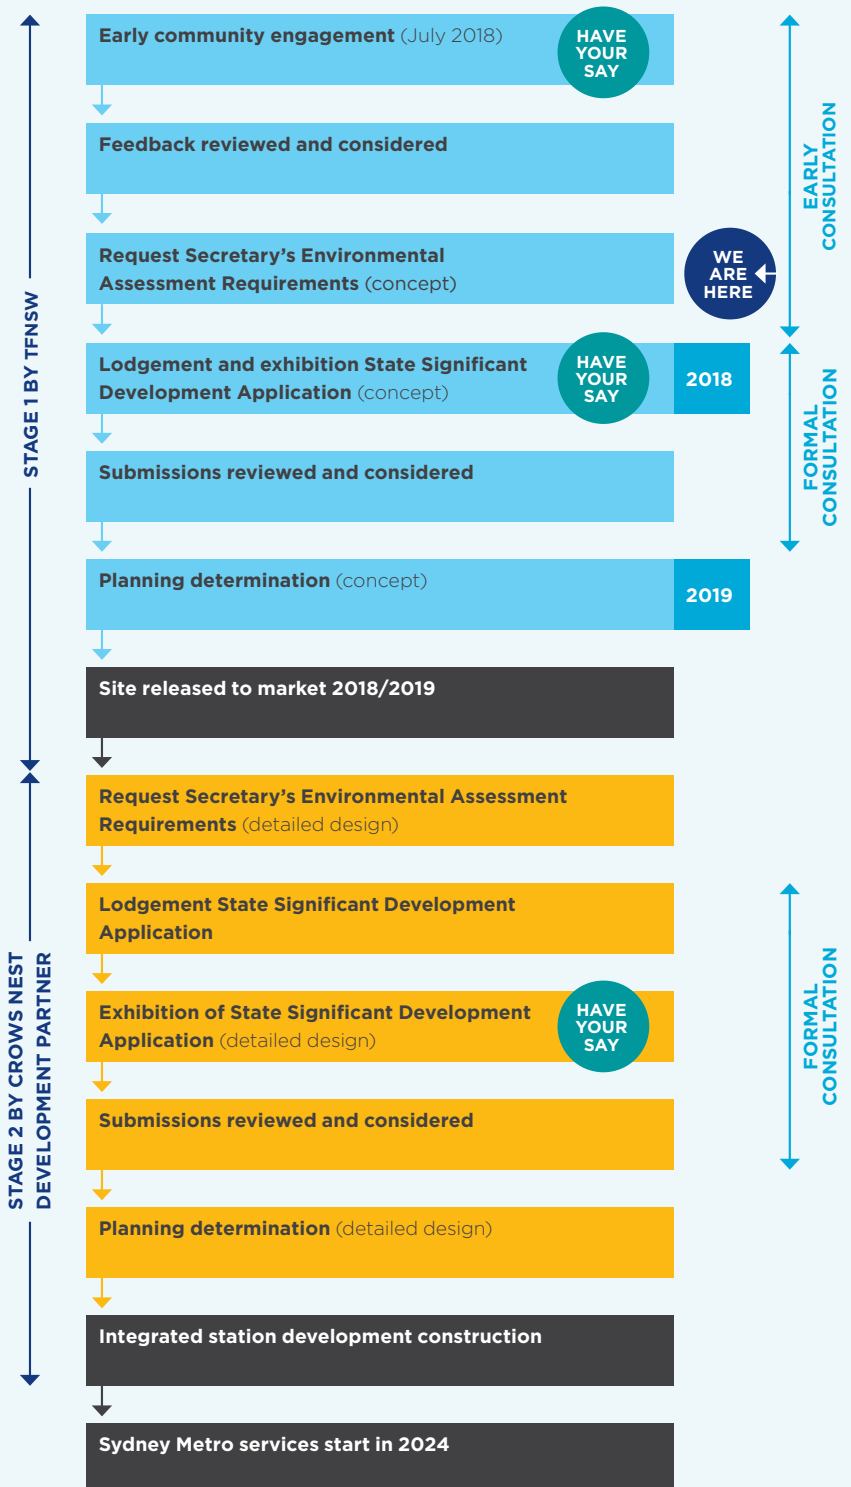 Early community engagement (July 2018)
HAVE
YOUR
SAY
Feedback reviewed and considered
Request Secretary's Environmental
Assessment Requirements (concept)
WE
ARE
HERE
EARLY
CONSULTATION
Lodgement and exhibition State Significant
Development Application (concept)
HAVE
YOUR
SAY
2018
Submissions reviewed and considered
FORMAL
CONSULTATION
Planning determination (concept)
2019
Site released to market 2018/2019
STAGE 1 BY TFNSW
Request Secretary's Environmental Assessment
Requirements (detailed design)
Lodgement State Significant Development
Application
Exhibition of State Significant Development
Application (detailed design)
HAVE
YOUR
SAY
FORMAL
CONSULTATION
Submissions reviewed and considered
Planning determination (detailed design)
Integrated station development construction
STAGE 2 BY CROWS NEST
DEVELOPMENT PARTNER
Sydney Metro services start in 2024